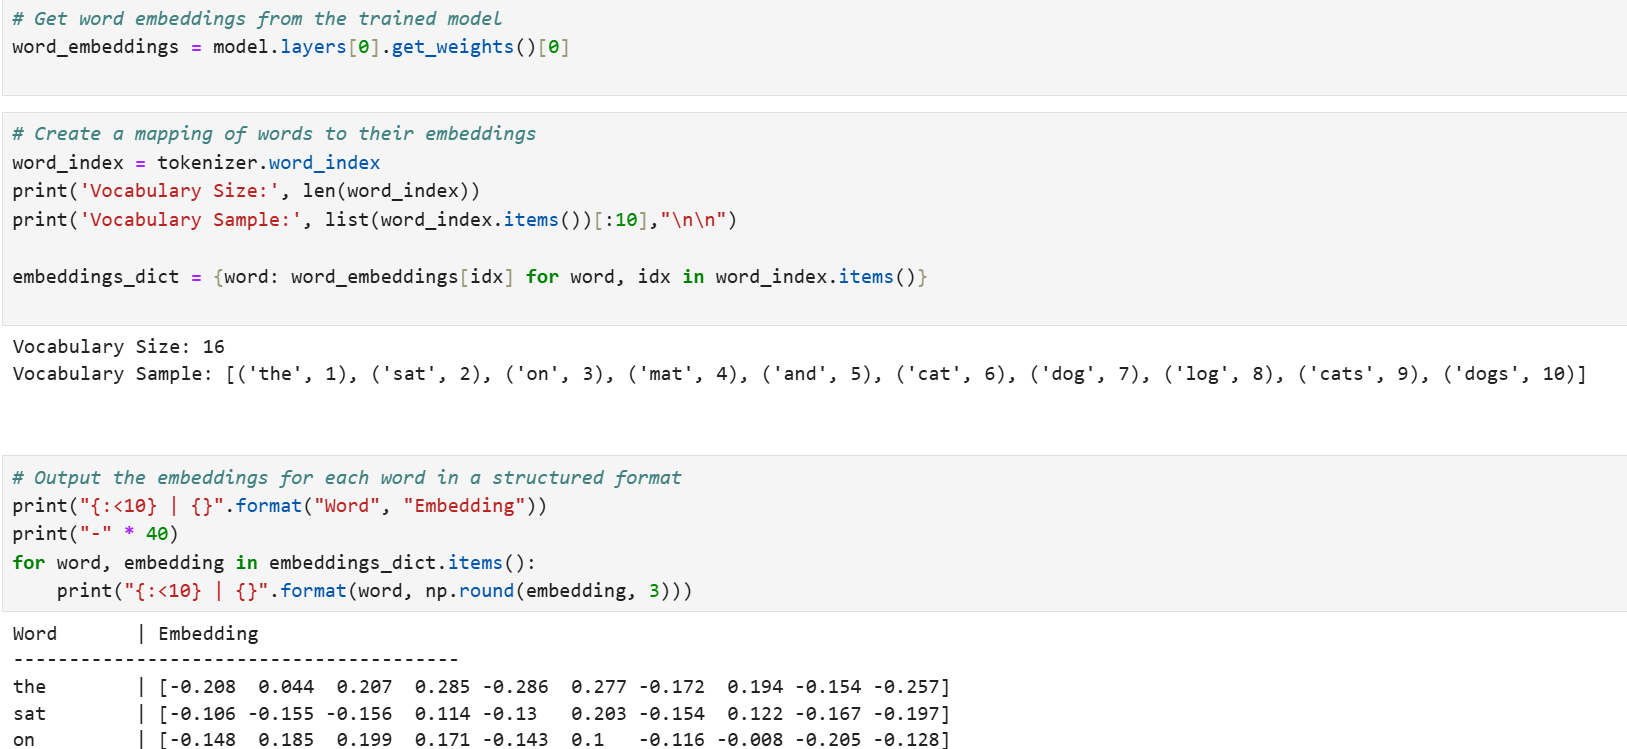 # Get word embeddings from the trained model
word_embeddings = model.layers[0].get_weights()[0]
# Create a mapping of words to their embeddings
word_index = tokenizer.word_index
print('Vocabulary Size:', len(word_index))
print('Vocabulary Sample:', list(word_index.items())[:10],"\n\n")
embeddings_dict = {word: word_embeddings[idx] for word, idx in word_index.items()}
Vocabulary Size: 16
Vocabulary Sample: [('the', 1), ('sat', 2), ('on', 3), ('mat', 4), ('and', 5), ('cat', 6), ('dog', 7), ('log', 8), ('cats', 9), ('dogs', 10)]
# Output the embeddings for each word in a structured format
print("{:<10} | {}".format("Word", "Embedding"))
print("-" * 40)
for word, embedding in embeddings_dict.items():
    print("{:<10} | {}".format(word, np.round(embedding, 3)))
Word       | Embedding
----------------------------------------
the        | [-0.208  0.044  0.207  0.285 -0.286  0.277 -0.172  0.194 -0.154 -0.257]
sat        | [-0.106 -0.155 -0.156  0.114 -0.13   0.203 -0.154  0.122 -0.167 -0.197]
on         | [-0.148  0.185  0.199  0.171 -0.143  0.1   -0.116 -0.008 -0.205 -0.128]